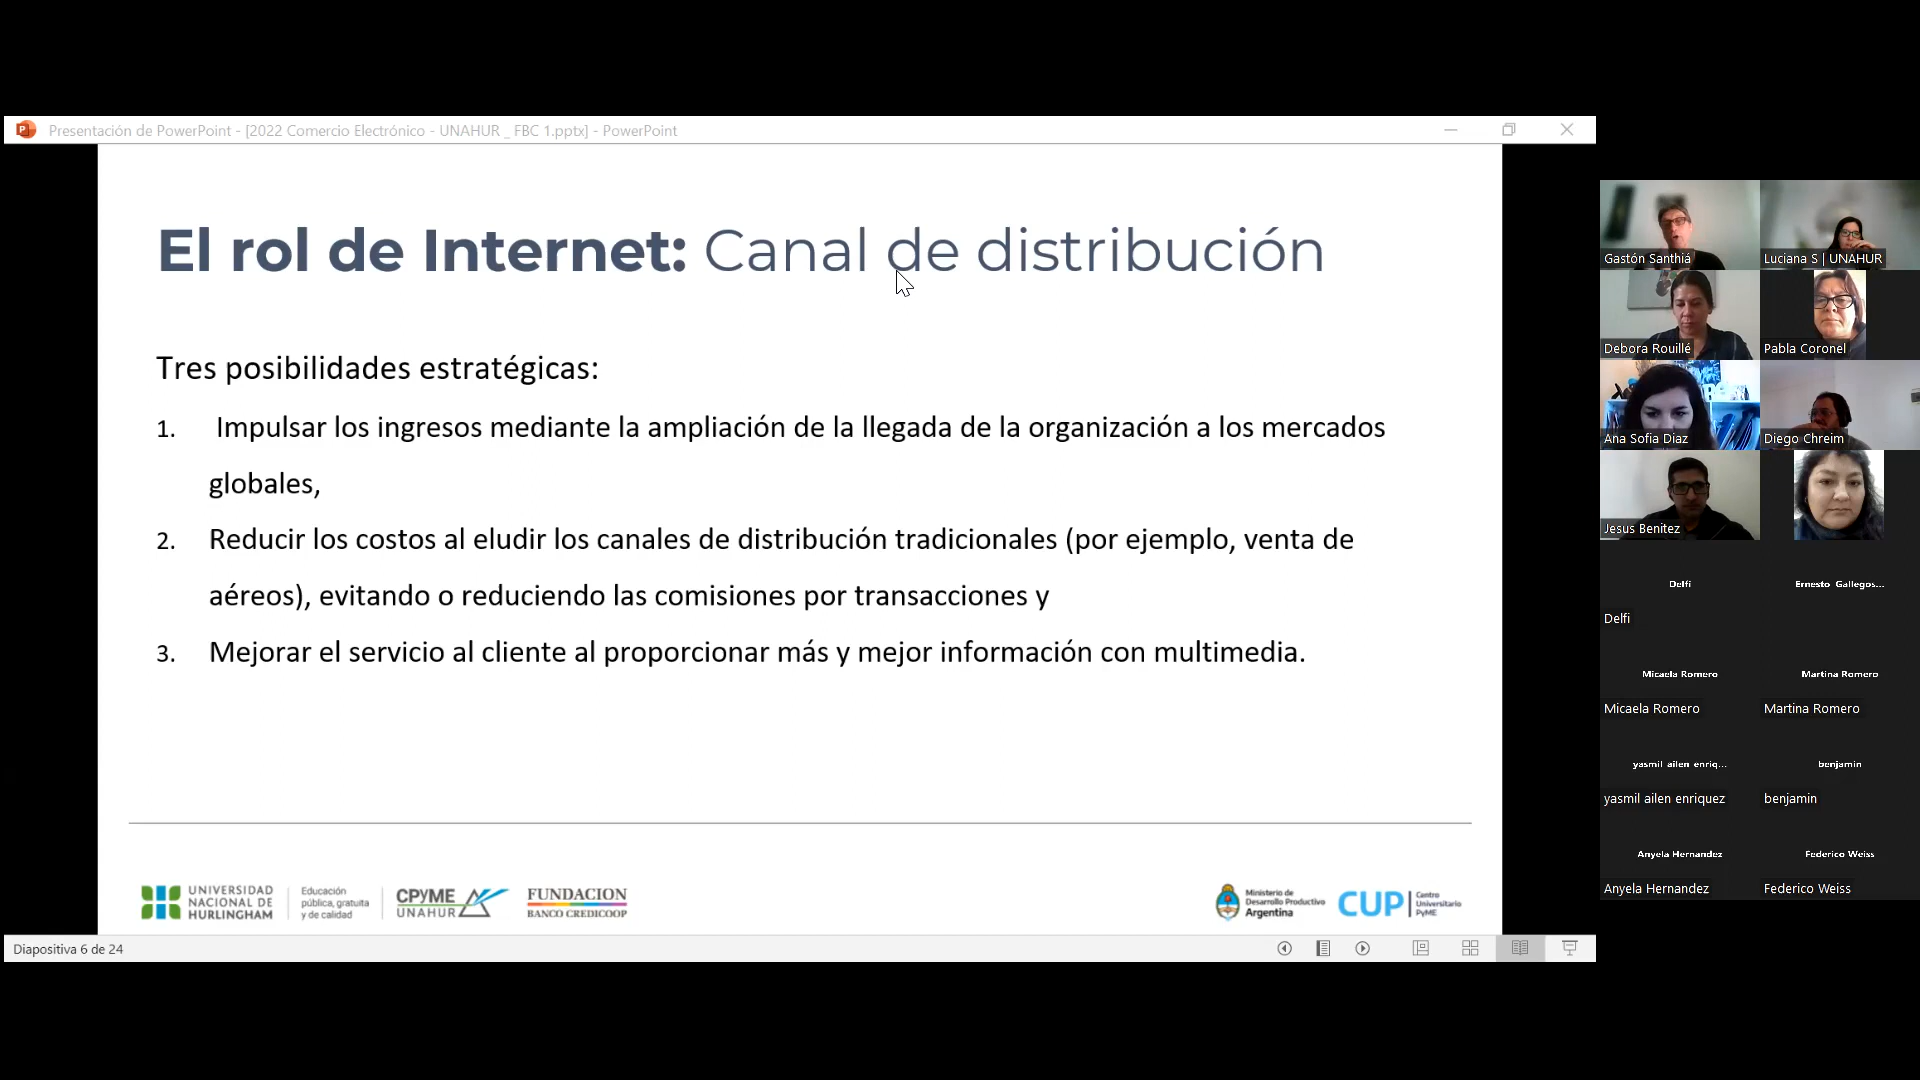 Presentación de PowerPoint - [2022 Comercio Electrónico - UNAHUR _ FBC 1.pptx] - PowerPoint
El rol de Internet: Canal de distribución
Tres posibilidades estratégicas:
1. Impulsar los ingresos mediante la ampliación de la llegada de la organización a los mercados
globales,
2. Reducir los costos al eludir los canales de distribución tradicionales (por ejemplo, venta de
aéreos), evitando o reduciendo las comisiones por transacciones y
3. Mejorar el servicio al cliente al proporcionar más y mejor información con multimedia.
UNIVERSIDAD
NACIONAL DE
HURLINGHAM
Educación
pública, gratuita
y de calidad
CPyME
UNAHUR
FUNDACION
BANCO CREDICOOP
Ministerio de
Desarrollo Productivo
Argentina
CUP
Centro
Universitario
PyME
Diapositiva 6 de 24
Gastón Santhiá
Luciana S | UNAHUR
Debora Rouillé
Pabla Coronel
Ana Sofia Diaz
Diego Chreim
Jesus Benitez
Delfi
Ernesto Gallegos...
Delfi
Micaela Romero
Martina Romero
Micaela Romero
Martina Romero
yasmil ailen enriq...
benjamin
yasmil ailen enriquez
benjamin
Anyela Hernandez
Federico Weiss
Anyela Hernandez
Federico Weiss